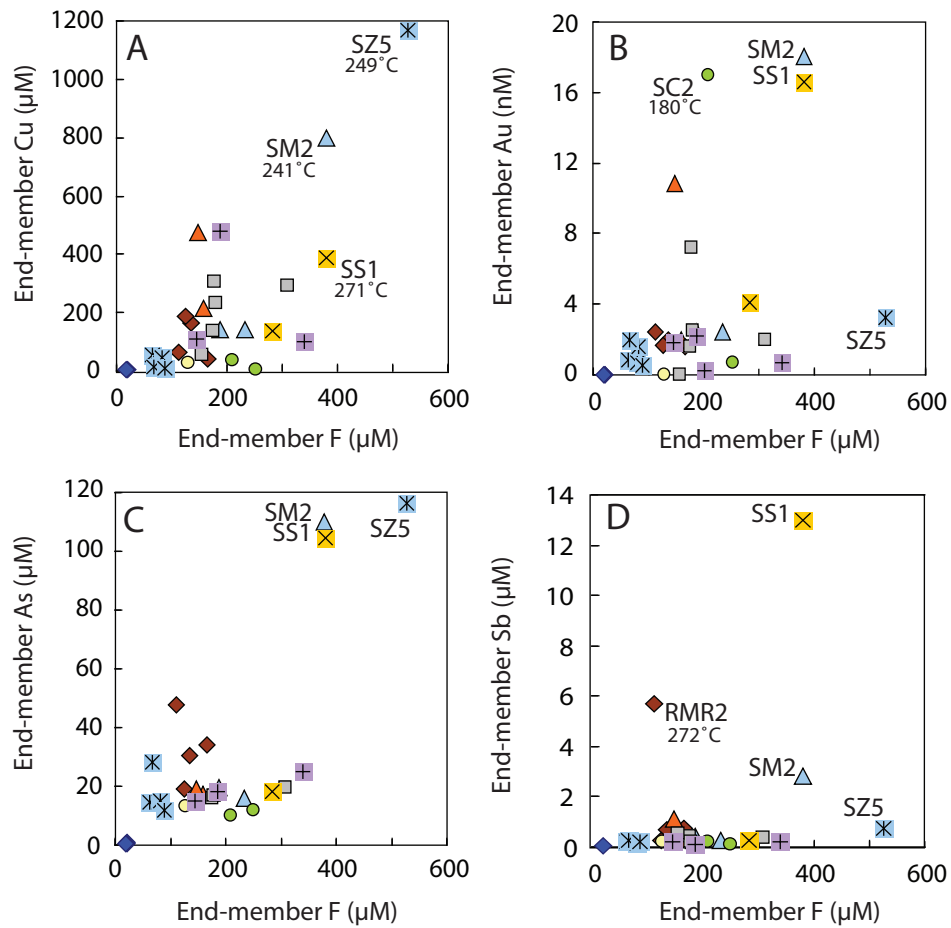 A
End-member Cu (µM)
1200
1000
800
600
400
200
0
0 200 400 600
End-member F (µM)
SZ5
249˚C
SM2
241˚C
SS1
271˚C
B
End-member Au (nM)
20
16
12
8
4
0
0 200 400 600
End-member F (µM)
SM2
SS1
SC2
180˚C
SZ5
C
End-member As (µM)
120
100
80
60
40
20
0
0 200 400 600
End-member F (µM)
SM2
SS1
SZ5
D
End-member Sb (µM)
14
12
10
8
6
4
2
0
0 200 400 600
End-member F (µM)
SS1
RMR2
272˚C
SM2
SZ5